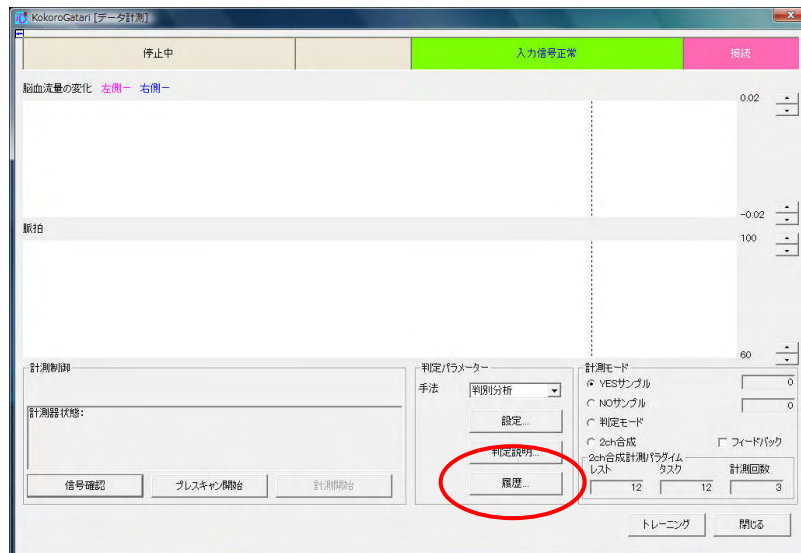 KokoroGatari [データ計測]
停止中 入力信号正常 接続
脳血流量の変化 左側ー 右側ー
0.02
-0.02
脈拍
100
60
計測制御
計測器状態:
信号確認 プレスキャン開始 計測開始
判定パラメーター
手法 判別分析
設定...
判定説明...
履歴...
計測モード
YESサンプル 0
NOサンプル 0
判定モード
2ch合成 フィードバック
2ch合成計測パラダイム
レスト タスク 計測回数
12 12 3
トレーニング 閉じる